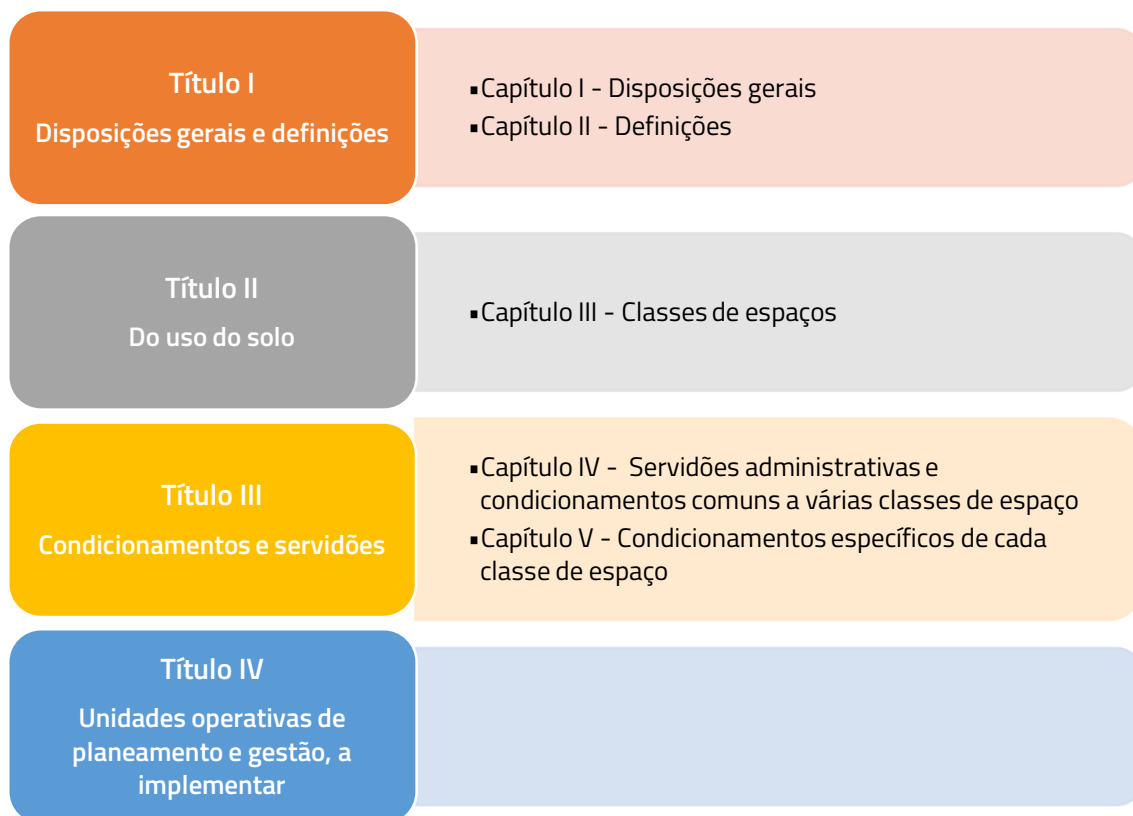 Título I
Disposições gerais e definições
▪Capítulo I - Disposições gerais
▪Capítulo II - Definições
Título II
Do uso do solo
▪Capítulo III - Classes de espaços
Título III
Condicionamentos e servidões
▪Capítulo IV - Servidões administrativas e
condicionamentos comuns a várias classes de espaço
▪Capítulo V - Condicionamentos específicos de cada
classe de espaço
Título IV
Unidades operativas de
planeamento e gestão, a
implementar